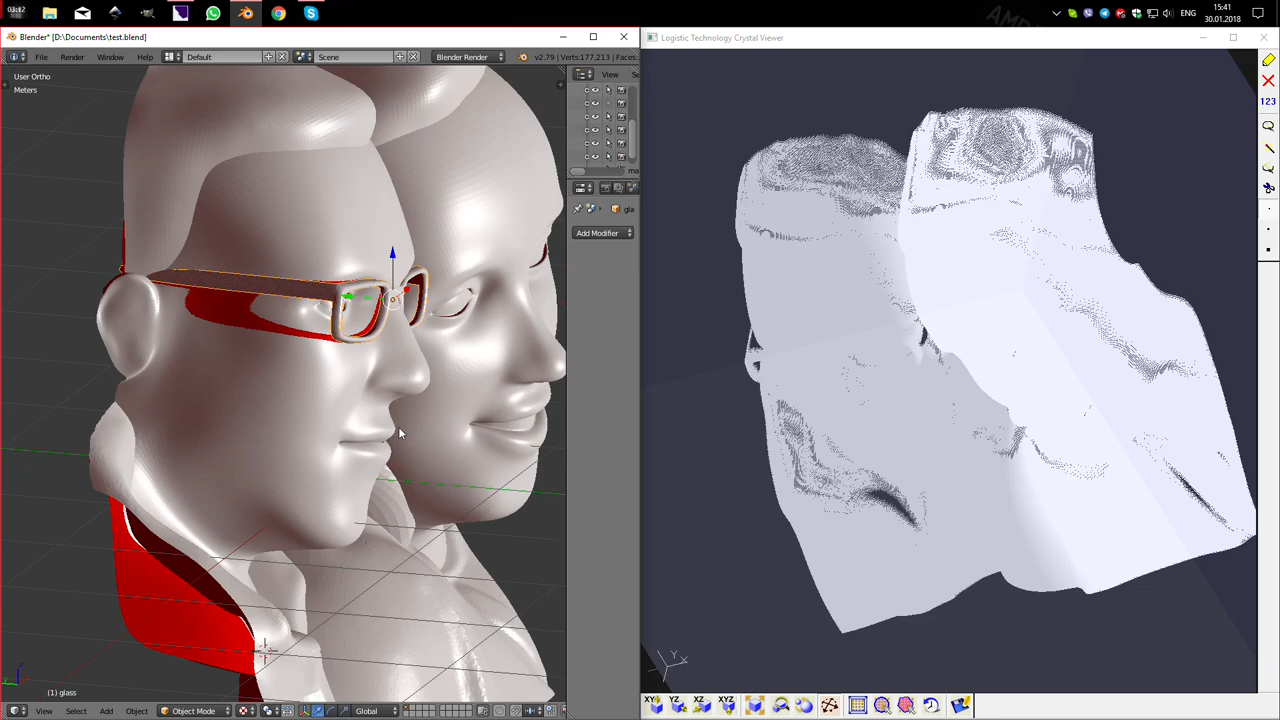 03:12
15:41
ENG
30.01.2018
Blender* [D:\Documents\test.blend]
Logistic Technology Crystal Viewer
File Render Window Help Default Scene Blender Render v2.79 | Verts:177,213 | Faces:
User Ortho
Meters
View
Add Modifier
123
(1) glass
View Select Add Object Object Mode Global
XY YZ XZ XYZ
Y X